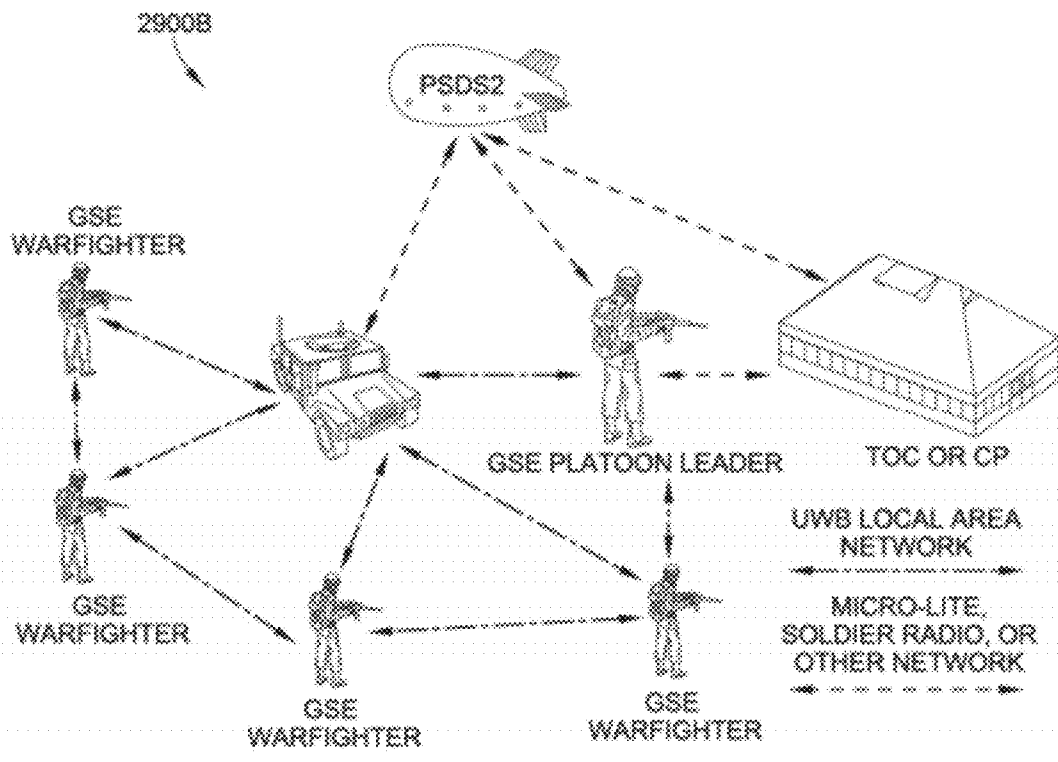 2900B
PSDS2
GSE
WARFIGHTER
GSE PLATOON LEADER
TOC OR CP
GSE
WARFIGHTER
UWB LOCAL AREA
NETWORK
MICRO-LITE,
SOLDIER RADIO, OR
OTHER NETWORK
GSE
WARFIGHTER
GSE
WARFIGHTER